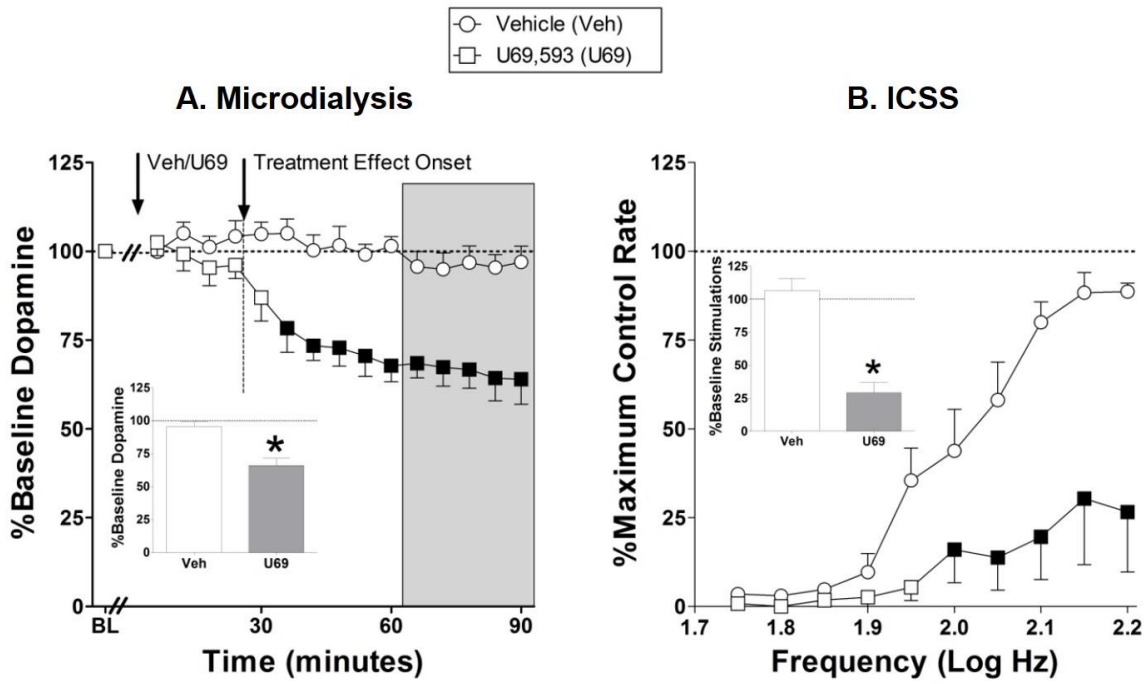 Vehicle (Veh)
U69,593 (U69)
A. Microdialysis
B. ICSS
Veh/U69
Treatment Effect Onset
%Baseline Dopamine
125
100
75
50
25
0
BL
30
60
90
Time (minutes)
%Baseline Dopamine
125
100
75
50
25
0
*
Veh
U69
%Maximum Control Rate
125
100
75
50
25
0
1.7
1.8
1.9
2.0
2.1
2.2
Frequency (Log Hz)
%Baseline Stimulations
125
100
75
50
25
0
*
Veh
U69